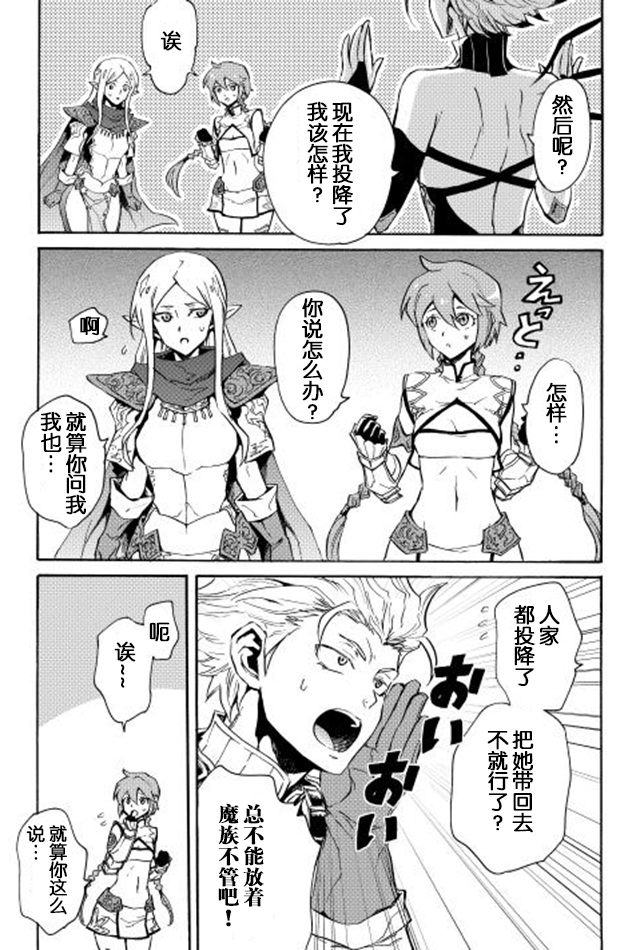 然后呢？
现在我投降了
我该怎样？
诶
えっと…
怎样…
你说怎么办？
啊
就算你问我
我也…
人家
都投降了
把她带回去
不就行了？
おいおい
总不能放着
魔族不管吧！
呃
诶~~
就算你这么
说…